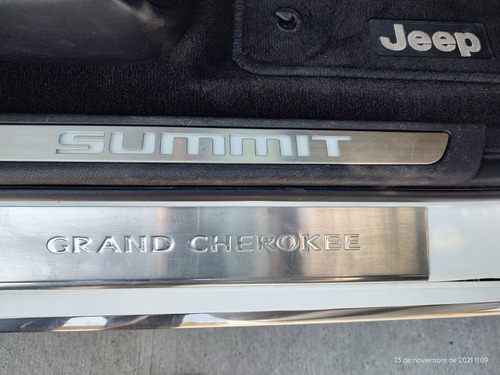 Jeep
SUMMIT
GRAND CHEROKEE
23 de noviembre de 2021 11:09